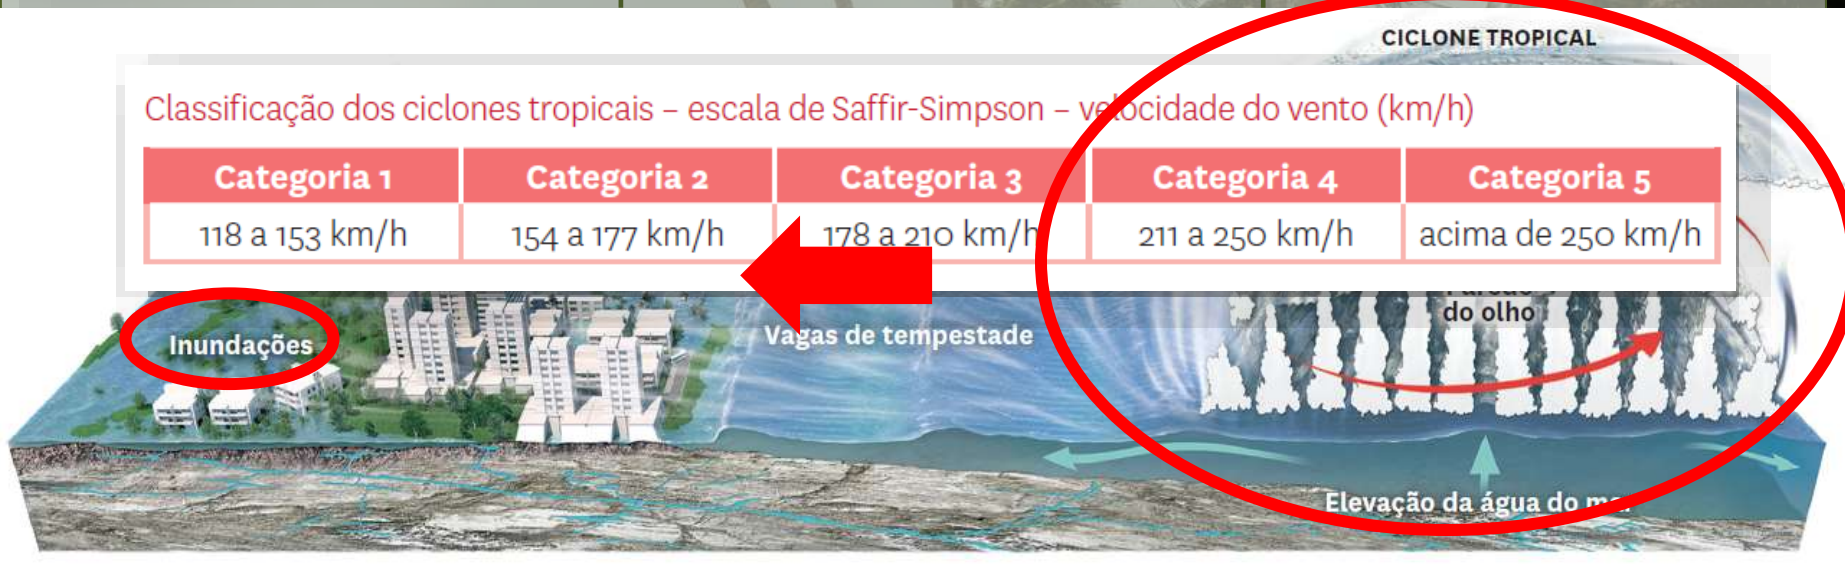 CICLONE TROPICAL
Classificação dos ciclones tropicais – escala de Saffir-Simpson – velocidade do vento (km/h)
Categoria 1 Categoria 2 Categoria 3 Categoria 4 Categoria 5
118 a 153 km/h 154 a 177 km/h 178 a 210 km/h 211 a 250 km/h acima de 250 km/h
do olho
Inundações
Vagas de tempestade
Elevação da água do